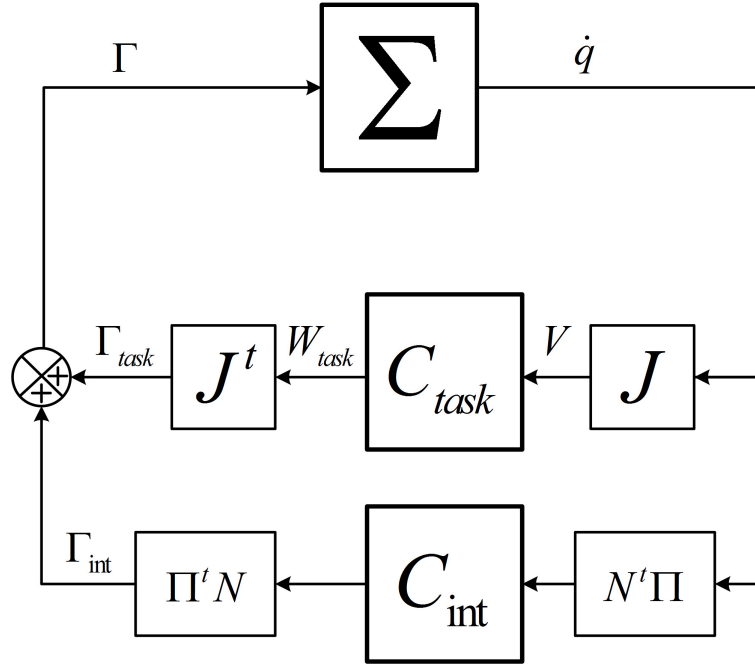 Γ
Σ
q̇
Γ_task
J^t
W_task
C_task
V
J
+
+
Γ_int
Π^t N
C_int
N^t Π